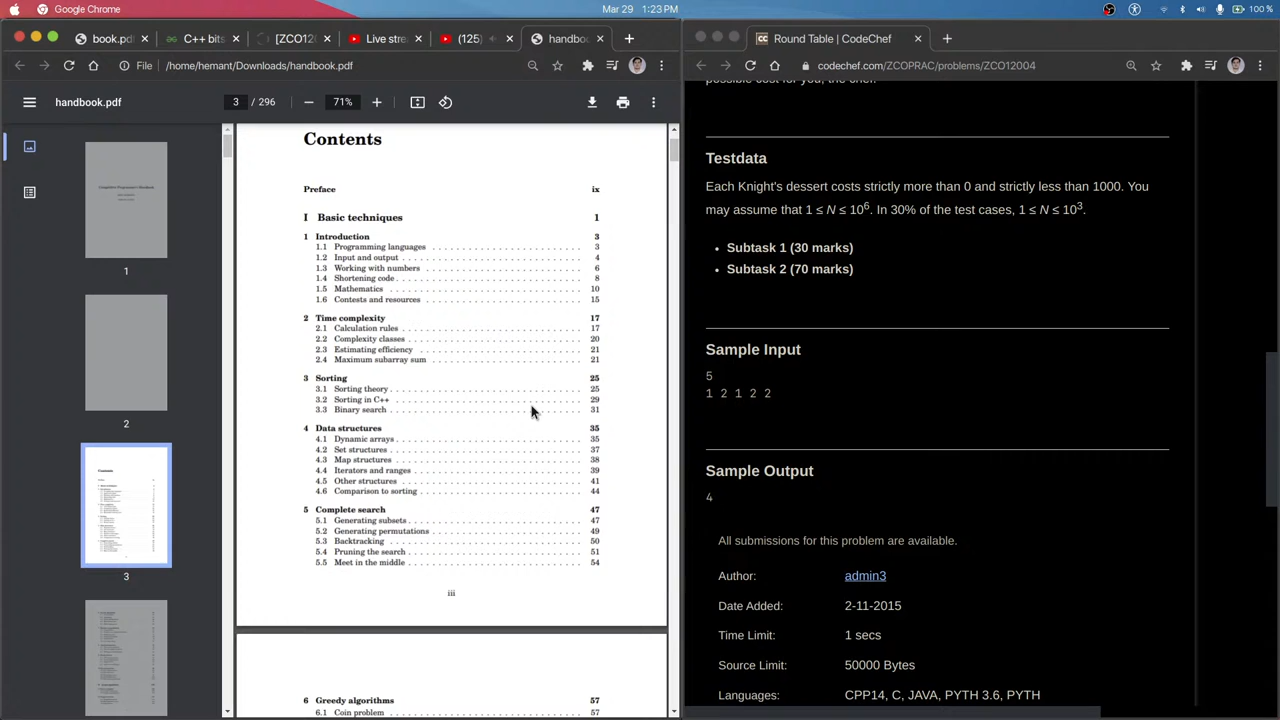 Google Chrome
Mar 29 1:23 PM
100 %
book.pd
C++ bits
[ZCO12
Live stre
(125)
handbo
Round Table | CodeChef
File
/home/hemant/Downloads/handbook.pdf
codechef.com/ZCOPRAC/problems/ZCO12004
handbook.pdf
3 / 296
71%
1
2
3
Contents
Preface ix
I Basic techniques 1
1 Introduction 3
1.1 Programming languages 3
1.2 Input and output 4
1.3 Working with numbers 6
1.4 Shortening code 8
1.5 Mathematics 10
1.6 Contests and resources 15
2 Time complexity 17
2.1 Calculation rules 17
2.2 Complexity classes 20
2.3 Estimating efficiency 21
2.4 Maximum subarray sum 21
3 Sorting 25
3.1 Sorting theory 25
3.2 Sorting in C++ 29
3.3 Binary search 31
4 Data structures 35
4.1 Dynamic arrays 35
4.2 Set structures 37
4.3 Map structures 38
4.4 Iterators and ranges 39
4.5 Other structures 41
4.6 Comparison to sorting 44
5 Complete search 47
5.1 Generating subsets 47
5.2 Generating permutations 49
5.3 Backtracking 50
5.4 Pruning the search 51
5.5 Meet in the middle 54
iii
6 Greedy algorithms 57
6.1 Coin problem 57
possible cost for you, the chef.
Testdata
Each Knight's dessert costs strictly more than 0 and strictly less than 1000. You
may assume that 1 ≤ N ≤ 10⁶. In 30% of the test cases, 1 ≤ N ≤ 10³.
• Subtask 1 (30 marks)
• Subtask 2 (70 marks)
Sample Input
5
1 2 1 2 2
Sample Output
4
All submissions for this problem are available.
Author: admin3
Date Added: 2-11-2015
Time Limit: 1 secs
Source Limit: 50000 Bytes
Languages: CPP14, C, JAVA, PYTH 3.6, PYTH